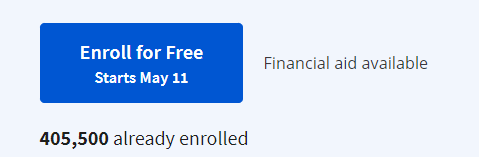 Enroll for Free
Starts May 11
Financial aid available
405,500 already enrolled